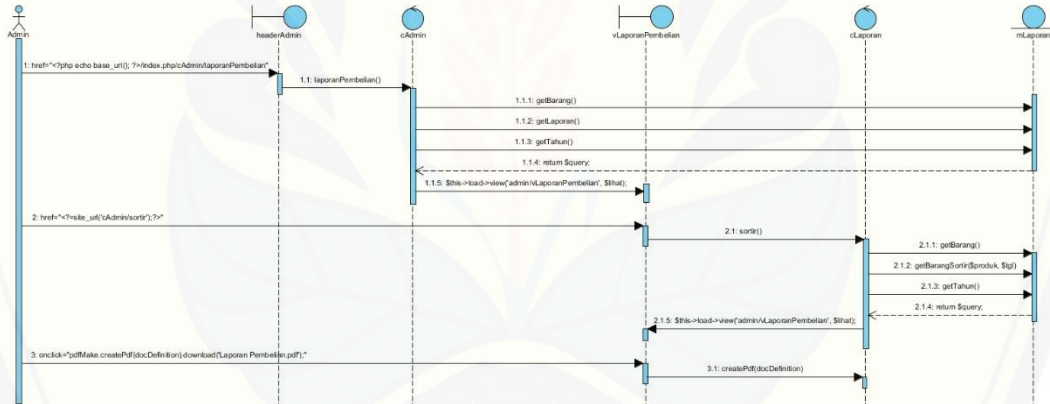 Admin
headerAdmin
cAdmin
vLaporanPembelian
cLaporan
mLaporan
1: href="<?php echo base_url(); ?>/index.php/cAdmin/laporanPembelian"
1.1: laporanPembelian()
1.1.1: getBarang()
1.1.2: getLaporan()
1.1.3: getTahun()
1.1.4: return $query;
1.1.5: $this->load->view('admin/vLaporanPembelian', $lihat);
2: href="<?=site_url('cAdmin/sortir');?>"
2.1: sortir()
2.1.1: getBarang()
2.1.2: getBarangSortir($produk, $tgl)
2.1.3: getTahun()
2.1.4: return $query;
2.1.5: $this->load->view('admin/vLaporanPembelian', $lihat);
3: onclick="pdfMake.createPdf(docDefinition).download('Laporan Pembelian.pdf');"
3.1: createPdf(docDefinition)